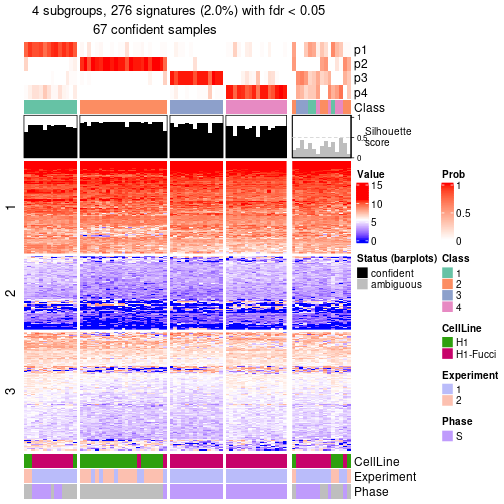 4 subgroups, 276 signatures (2.0%) with fdr < 0.05
67 confident samples
p1
p2
p3
p4
Class
1
0.5
0
Silhouette
score
1
2
3
Value
15
10
5
0
Prob
1
0.5
0
Status (barplots)
confident
ambiguous
Class
1
2
3
4
CellLine
H1
H1-Fucci
Experiment
1
2
Phase
S
CellLine
Experiment
Phase